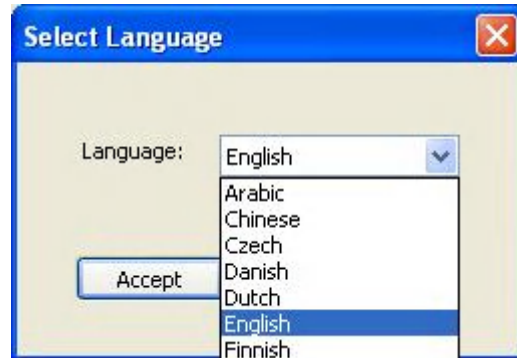 Select Language
Language:
English
Arabic
Chinese
Czech
Danish
Dutch
English
Finnish
Accept